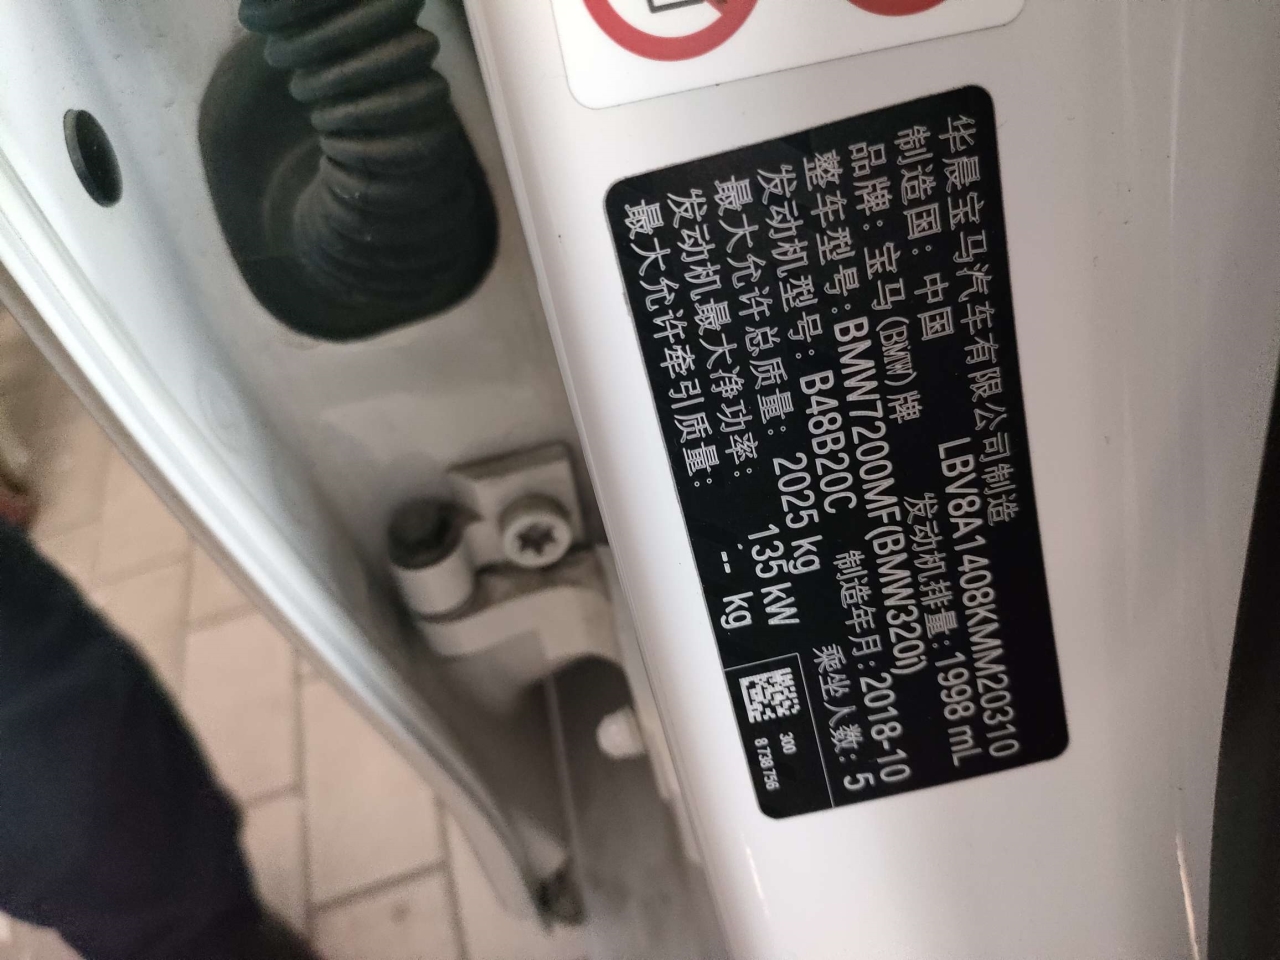 华晨宝马汽车有限公司制造
制造国：中国 LBV8A1408KMM20310
品牌：宝马(BMW)牌 发动机排量：1998 mL
整车型号：BMW7200MF(BMW320i)
发动机型号：B48B20C 制造年月：2018-10
最大允许总质量：2025 kg 乘坐人数：5
发动机最大净功率：135 kW
最大允许牵引质量：-- kg
300
8 738 756